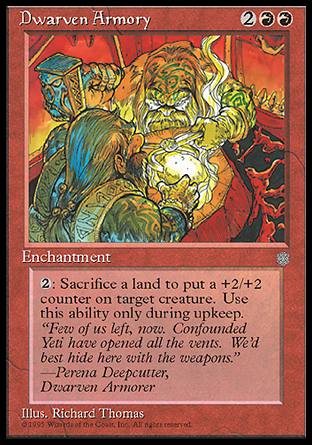 Dwarven Armory 2
Enchantment
2: Sacrifice a land to put a +2/+2
counter on target creature. Use
this ability only during upkeep.
"Few of us left, now. Confounded
Yeti have opened all the vents. We'd
best hide here with the weapons."
—Perena Deepcutter,
Dwarven Armorer
Illus. Richard Thomas
©1995 Wizards of the Coast, Inc. All rights reserved.